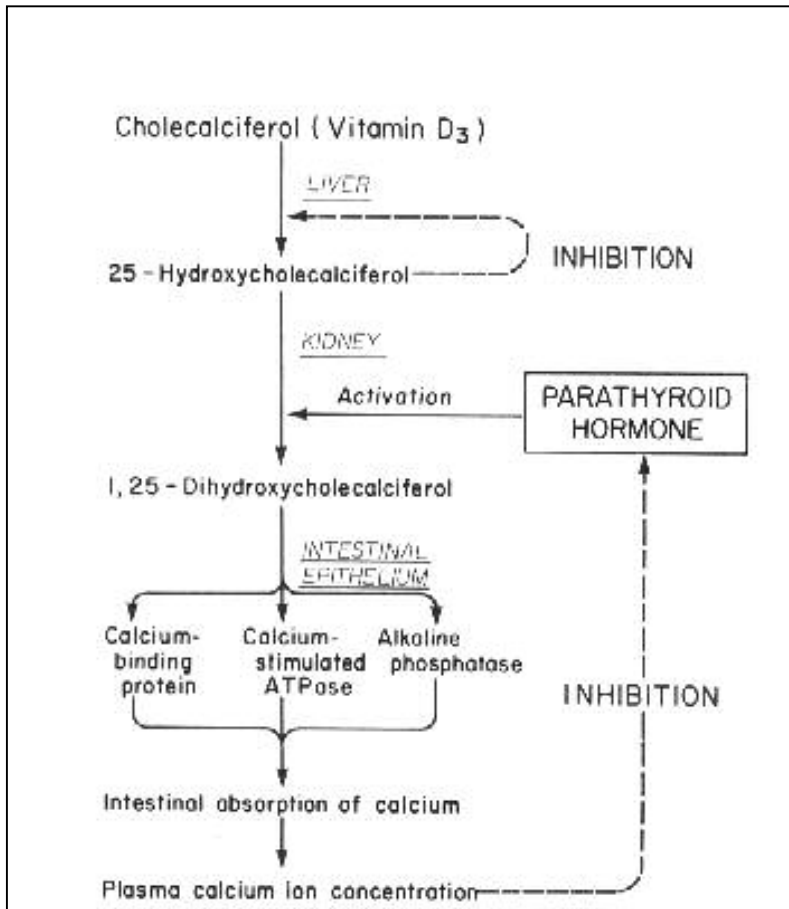 Cholecalciferol (Vitamin D3)
LIVER
25-Hydroxycholecalciferol
INHIBITION
KIDNEY
Activation
PARATHYROID
HORMONE
1,25-Dihydroxycholecalciferol
INTESTINAL
EPITHELIUM
Calcium-
binding
protein
Calcium-
stimulated
ATPase
Alkaline
phosphatase
INHIBITION
Intestinal absorption of calcium
Plasma calcium ion concentration